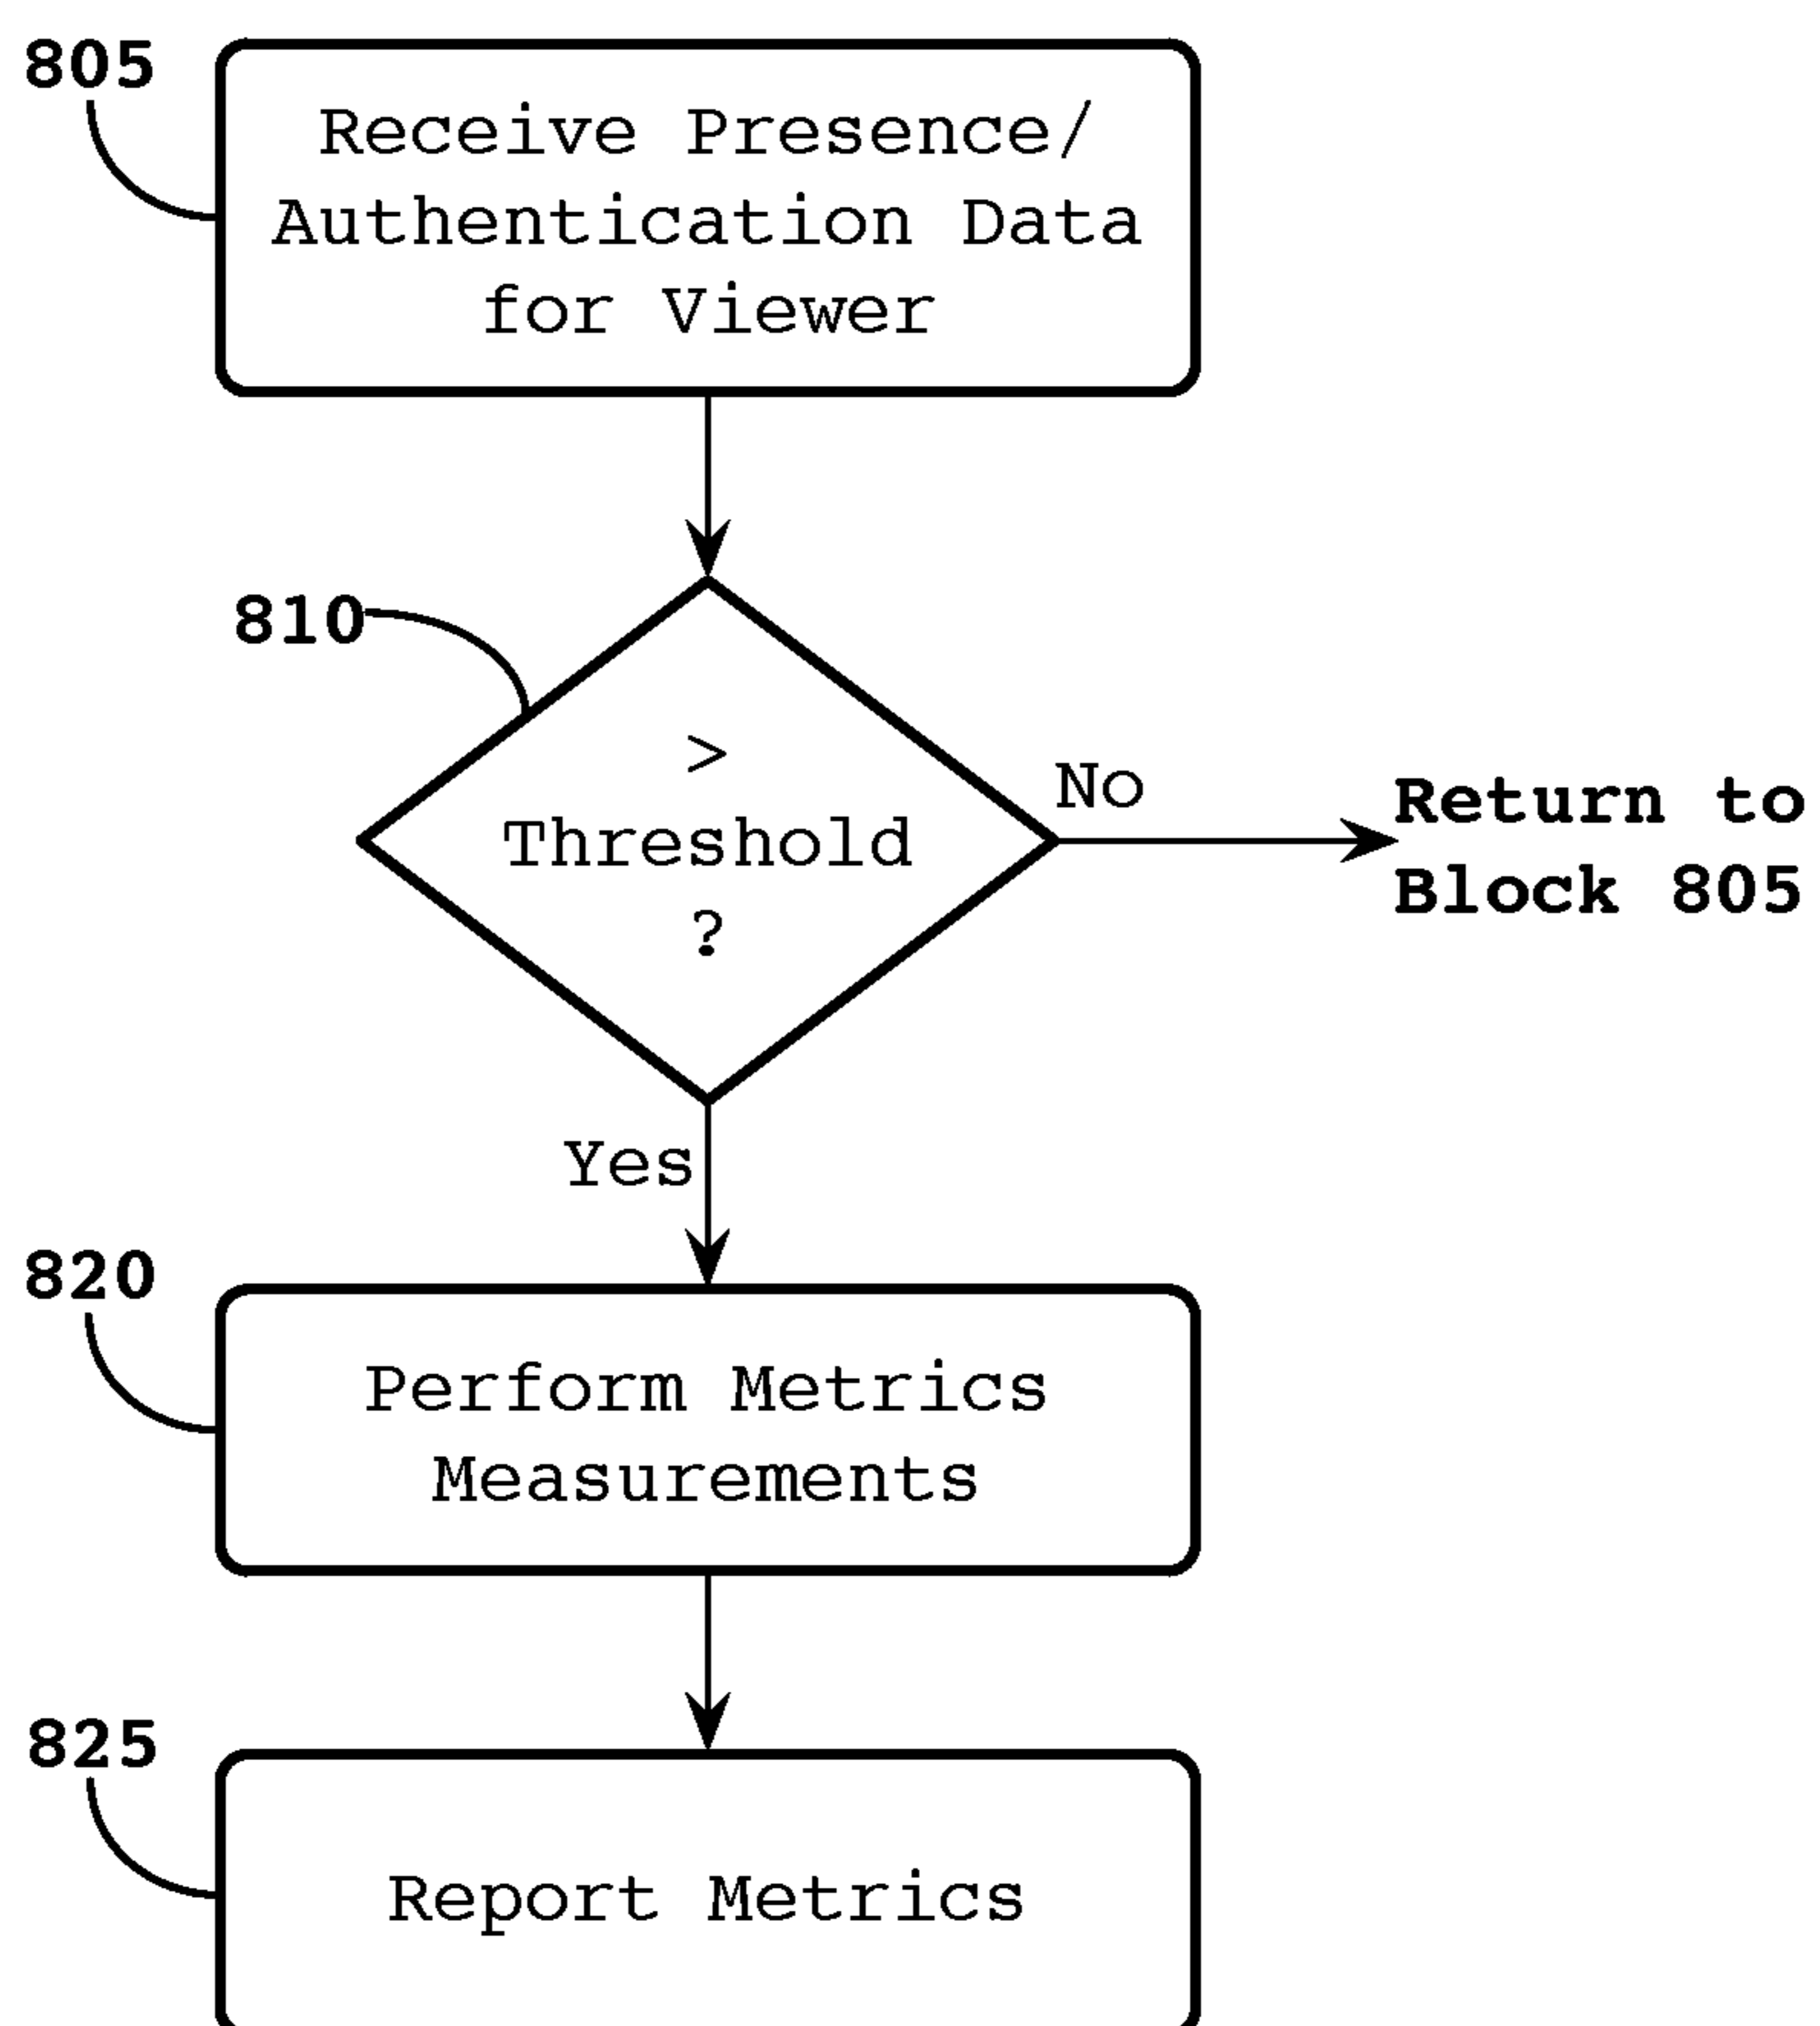 805
Receive Presence/
Authentication Data
for Viewer
810
>
Threshold
?
No
Return to
Block 805
Yes
820
Perform Metrics
Measurements
825
Report Metrics